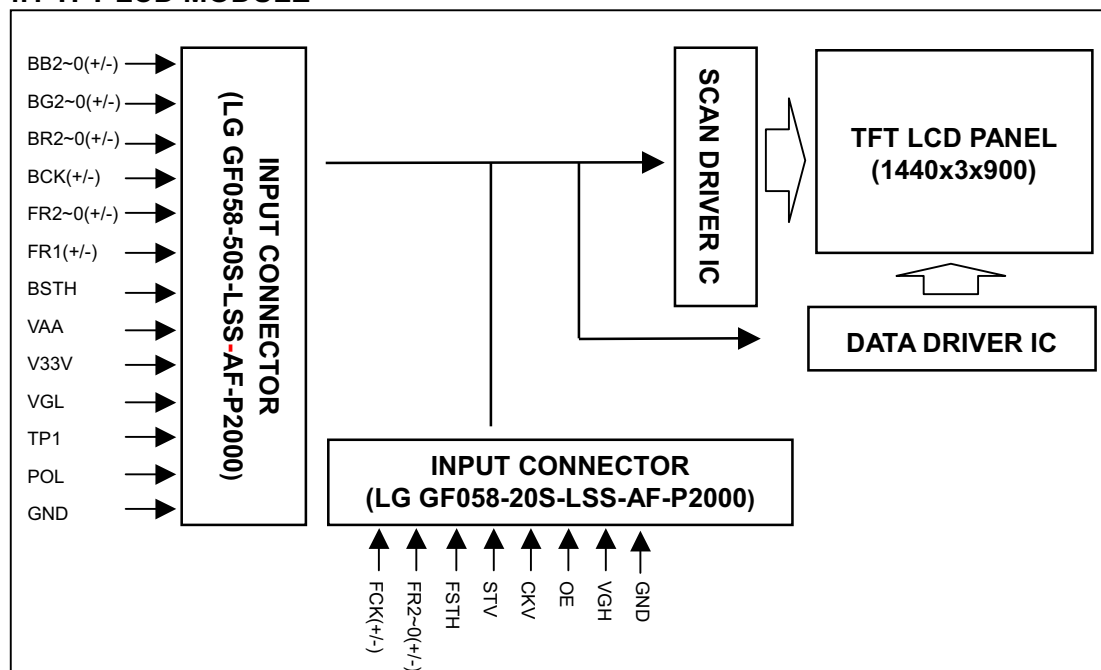 BB2~0(+/-)
BG2~0(+/-)
BR2~0(+/-)
BCK(+/-)
FR2~0(+/-)
FR1(+/-)
BSTH
VAA
V33V
VGL
TP1
POL
GND
INPUT CONNECTOR
(LG GF058-50S-LSS-AF-P2000)
SCAN DRIVER IC
TFT LCD PANEL
(1440x3x900)
DATA DRIVER IC
INPUT CONNECTOR
(LG GF058-20S-LSS-AF-P2000)
FCK(+/-)
FR2~0(+/-)
FSTH
STV
CKV
OE
VGH
GND